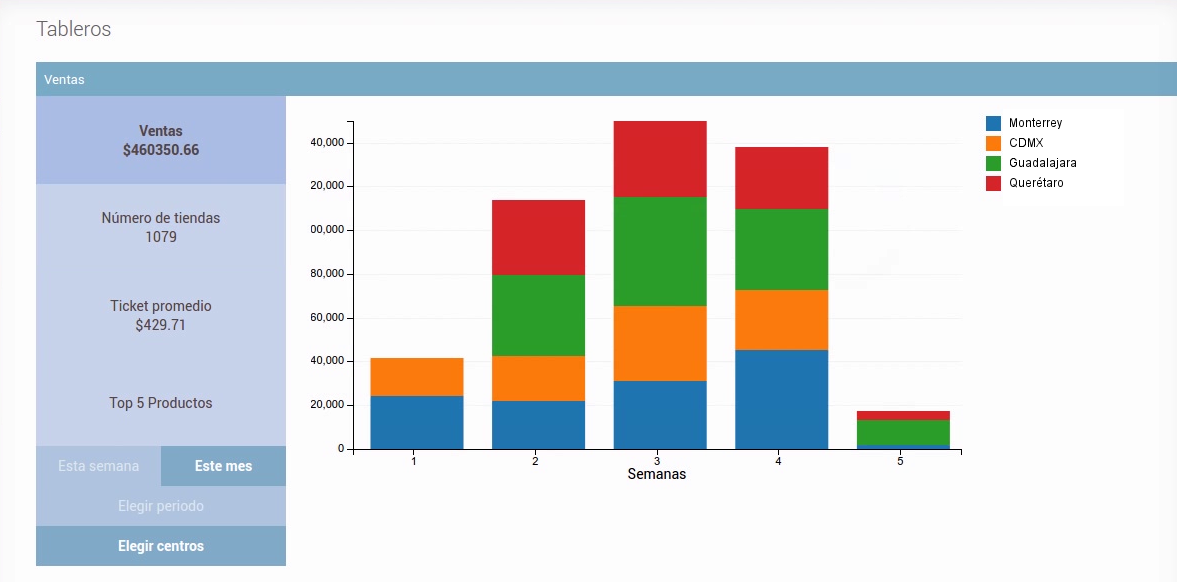 Tableros
Ventas
Ventas
$460350.66
Número de tiendas
1079
Ticket promedio
$429.71
Top 5 Productos
Esta semana
Este mes
Elegir periodo
Elegir centros
40,000
20,000
00,000
80,000
60,000
40,000
20,000
0
1
2
3
4
5
Semanas
Monterrey
CDMX
Guadalajara
Querétaro